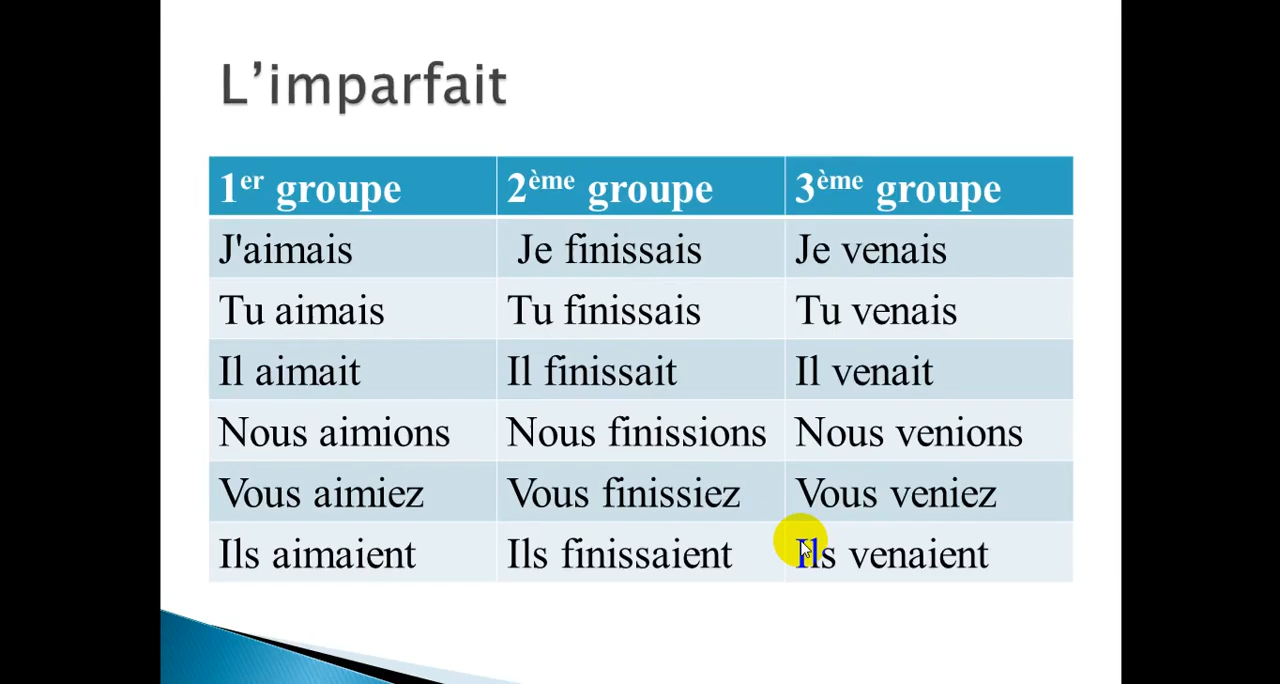 L’imparfait
1er groupe 2ème groupe 3ème groupe
J'aimais Je finissais Je venais
Tu aimais Tu finissais Tu venais
Il aimait Il finissait Il venait
Nous aimions Nous finissions Nous venions
Vous aimiez Vous finissiez Vous veniez
Ils aimaient Ils finissaient Ils venaient